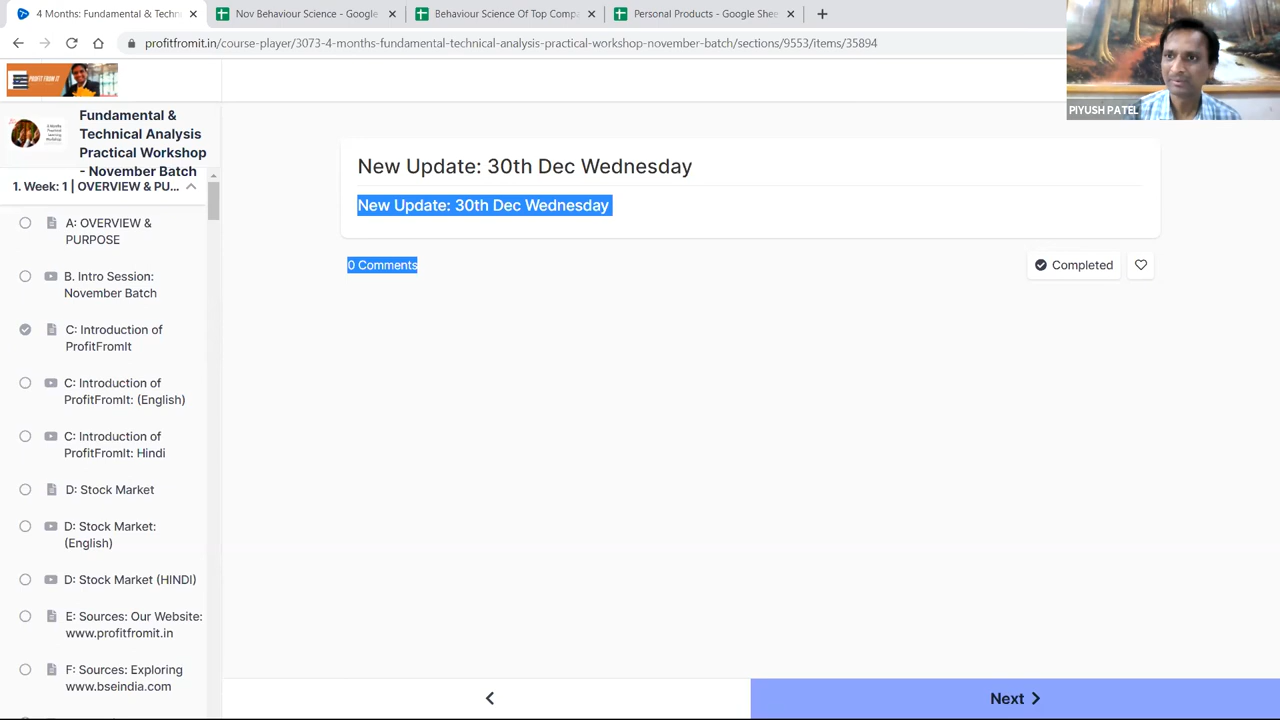 4 Months: Fundamental & Techn
Nov Behaviour Science - Google
Behaviour Science Of Top Compa
Personal Products - Google Shee
profitfromit.in/course-player/3073-4-months-fundamental-technical-analysis-practical-workshop-november-batch/sections/9553/items/35894
PIYUSH PATEL
PROFIT FROM IT
Fundamental &
Technical Analysis
Practical Workshop
- November Batch
1. Week: 1 | OVERVIEW & PU...
A: OVERVIEW &
PURPOSE
B. Intro Session:
November Batch
C: Introduction of
ProfitFromIt
C: Introduction of
ProfitFromIt: (English)
C: Introduction of
ProfitFromIt: Hindi
D: Stock Market
D: Stock Market:
(English)
D: Stock Market (HINDI)
E: Sources: Our Website:
www.profitfromit.in
F: Sources: Exploring
www.bseindia.com
New Update: 30th Dec Wednesday
New Update: 30th Dec Wednesday
0 Comments
Completed
Next